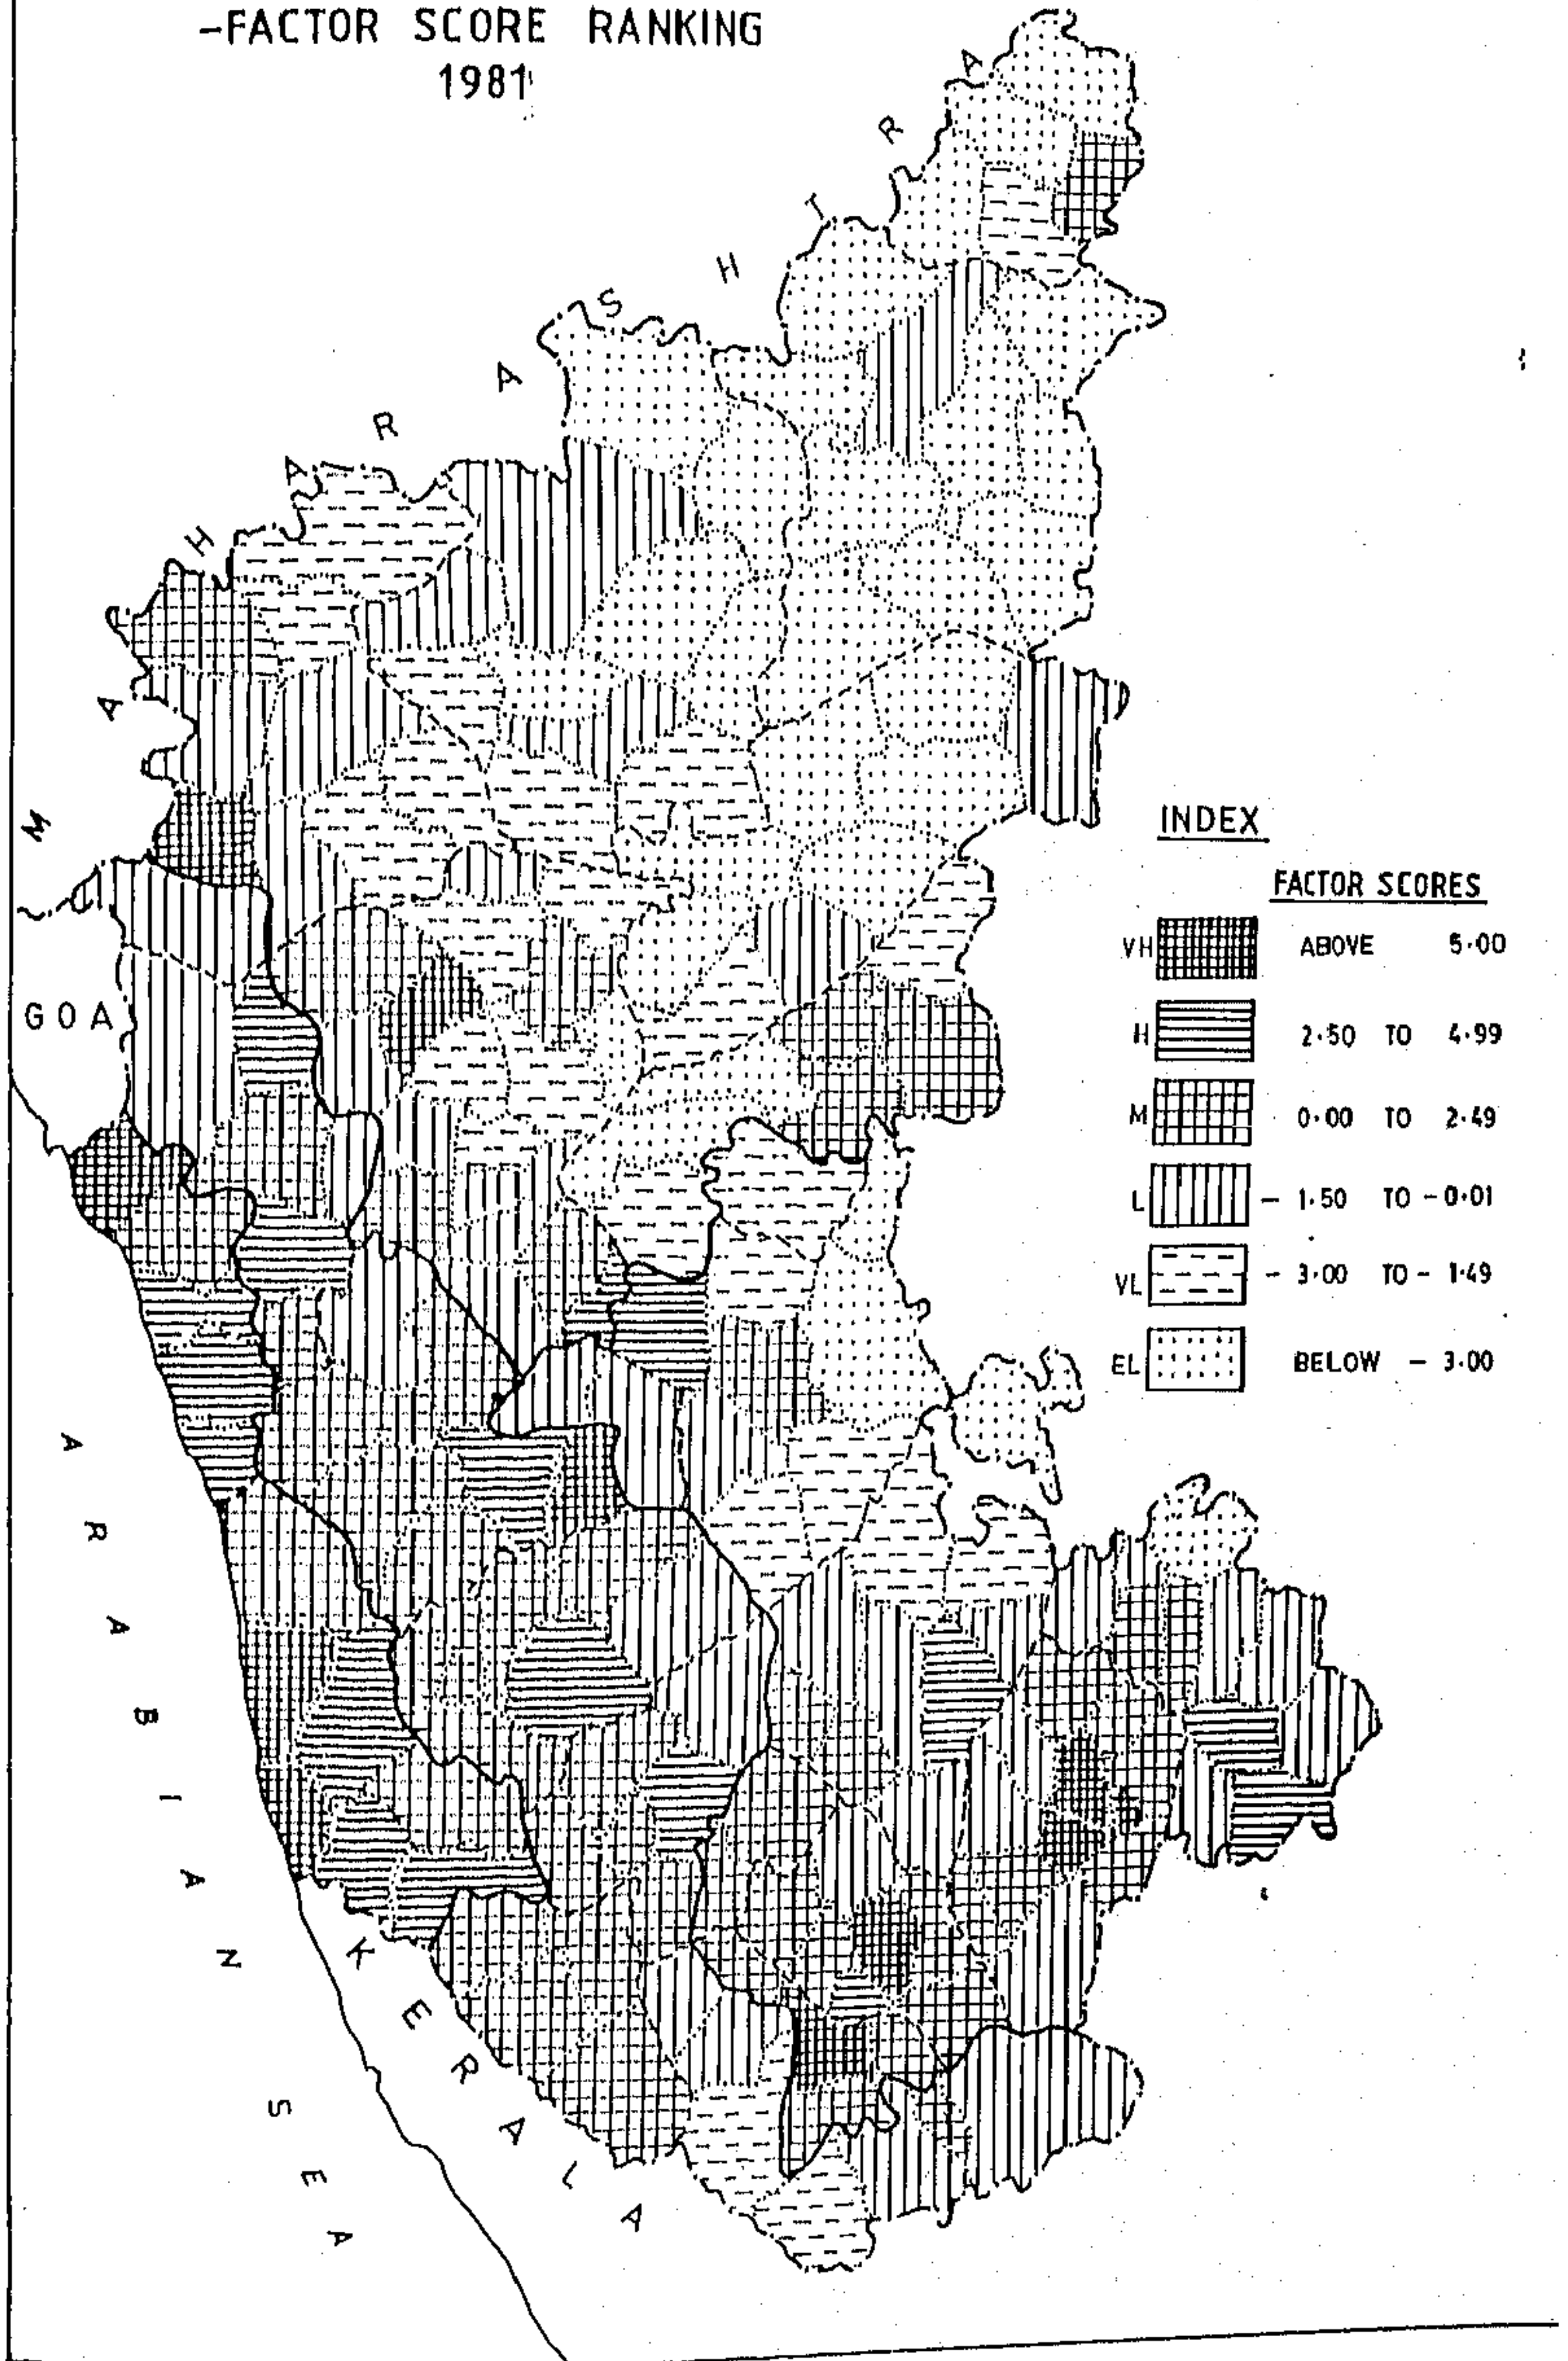 -FACTOR SCORE RANKING
1981
MAHARASHTRA
GOA
ARABIAN SEA
KERALA
INDEX
FACTOR SCORES
VH ABOVE 5.00
H 2.50 TO 4.99
M 0.00 TO 2.49
L - 1.50 TO - 0.01
VL - 3.00 TO - 1.49
EL BELOW - 3.00